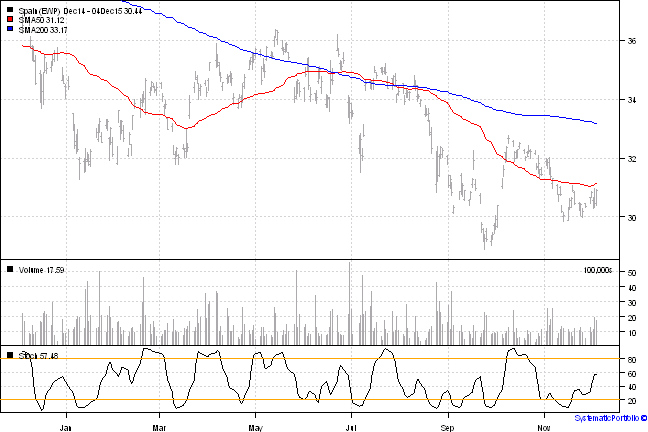 Spain (EWP) Dec14 - 04Dec15 30.44
SMA50 31.12
SMA200 33.17
36
34
32
30
Volume 17.59
100,000s
50
40
30
20
10
Stoch 57.48
80
60
40
20
Jan Mar May Jul Sep Nov
SystematicPortfolio ©